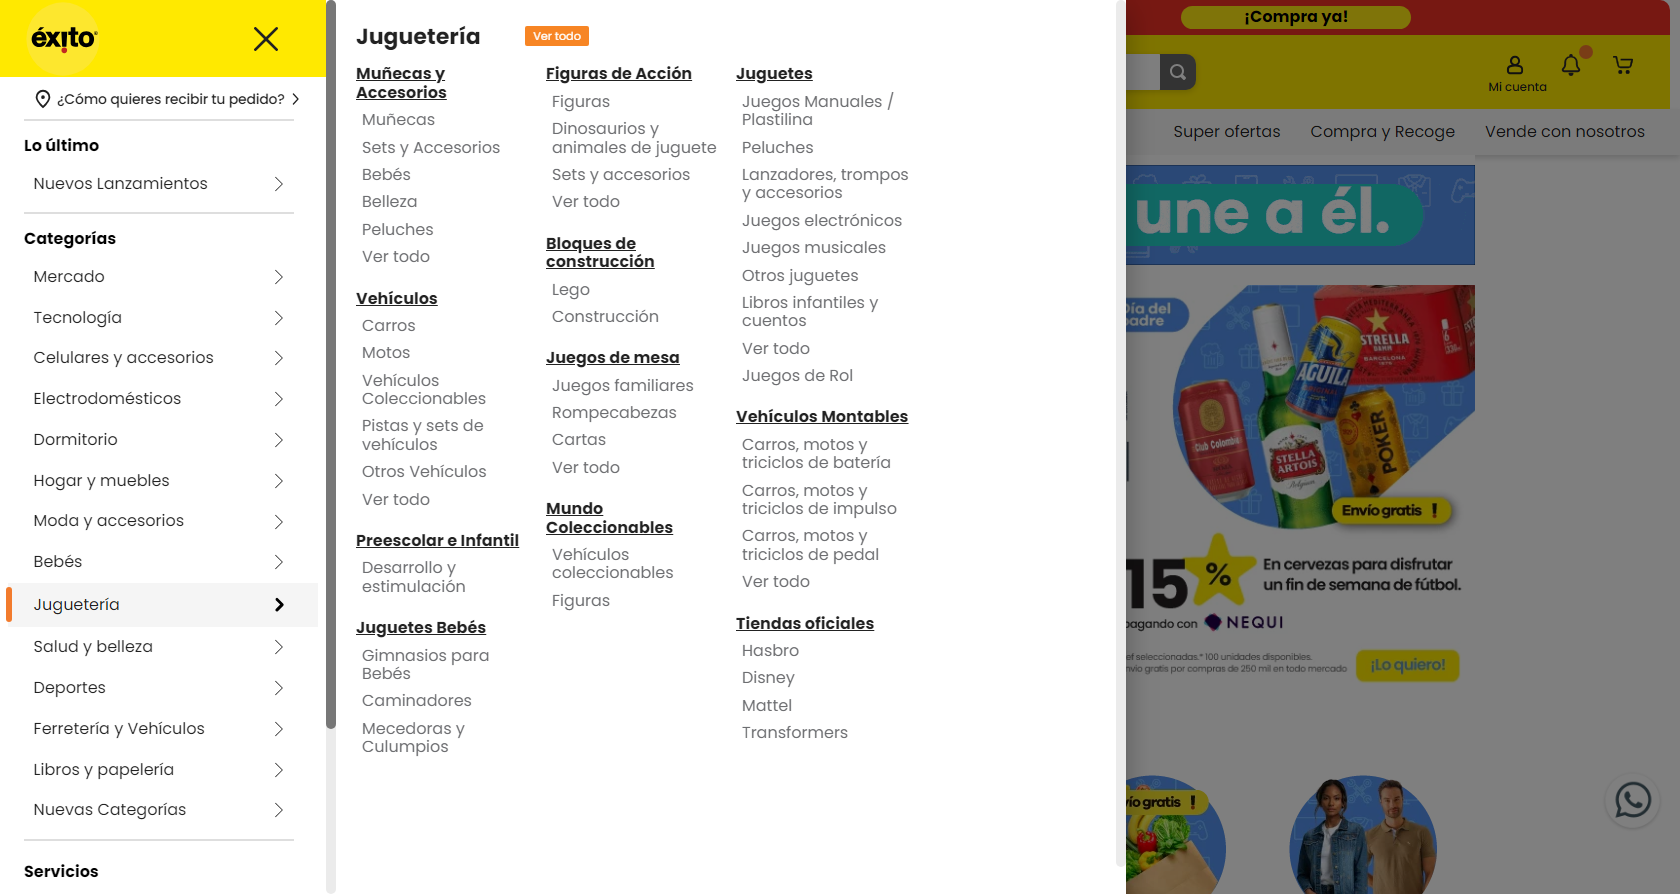 éxito
¿Cómo quieres recibir tu pedido?
Lo último
Nuevos Lanzamientos
Categorías
Mercado
Tecnología
Celulares y accesorios
Electrodomésticos
Dormitorio
Hogar y muebles
Moda y accesorios
Bebés
Juguetería
Salud y belleza
Deportes
Ferretería y Vehículos
Libros y papelería
Nuevas Categorías
Servicios
Juguetería
Ver todo
Muñecas y
Accesorios
Muñecas
Sets y Accesorios
Bebés
Belleza
Peluches
Ver todo
Vehículos
Carros
Motos
Vehículos
Coleccionables
Pistas y sets de
vehículos
Otros Vehículos
Ver todo
Preescolar e Infantil
Desarrollo y
estimulación
Juguetes Bebés
Gimnasios para
Bebés
Caminadores
Mecedoras y
Culumpios
Figuras de Acción
Figuras
Dinosaurios y
animales de juguete
Sets y accesorios
Ver todo
Bloques de
construcción
Lego
Construcción
Juegos de mesa
Juegos familiares
Rompecabezas
Cartas
Ver todo
Mundo
Coleccionables
Vehículos
coleccionables
Figuras
Juguetes
Juegos Manuales /
Plastilina
Peluches
Lanzadores, trompos
y accesorios
Juegos electrónicos
Juegos musicales
Otros juguetes
Libros infantiles y
cuentos
Ver todo
Juegos de Rol
Vehículos Montables
Carros, motos y
triciclos de batería
Carros, motos y
triciclos de impulso
Carros, motos y
triciclos de pedal
Ver todo
Tiendas oficiales
Hasbro
Disney
Mattel
Transformers
¡Compra ya!
Mi cuenta
Super ofertas
Compra y Recoge
Vende con nosotros
une a él.
Día del
padre
ESTRELLA
DAMM
BARCELONA
AGUILA
Club Colombia
STELLA
ARTOIS
Belgium
POKER
Envío gratis !
15 %
En cervezas para disfrutar
un fin de semana de fútbol.
pagando con NEQUI
ref seleccionadas.* 100 unidades disponibles.
envío gratis por compras de 250 mil en todo mercado
¡Lo quiero!
vío gratis !